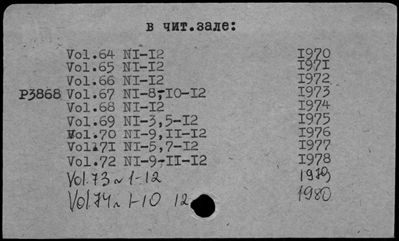 в чит.зале:
Vol.64 NI-I2 I970
Vol.65 NI-I2 I97I
Vol.66 NI-I2 I972
P3868 Vol.67 NI-8,I0-I2 I973
Vol.68 NI-I2 I974
Vol.69 NI-3,5-I2 I975
Vol.70 NI-9,II-I2 I976
Vol.7I NI-5,7-I2 I977
Vol.72 NI-9-II-I2 I978
Vol.73 N 1-12 1979
Vol.74 N 1-10 12 1980